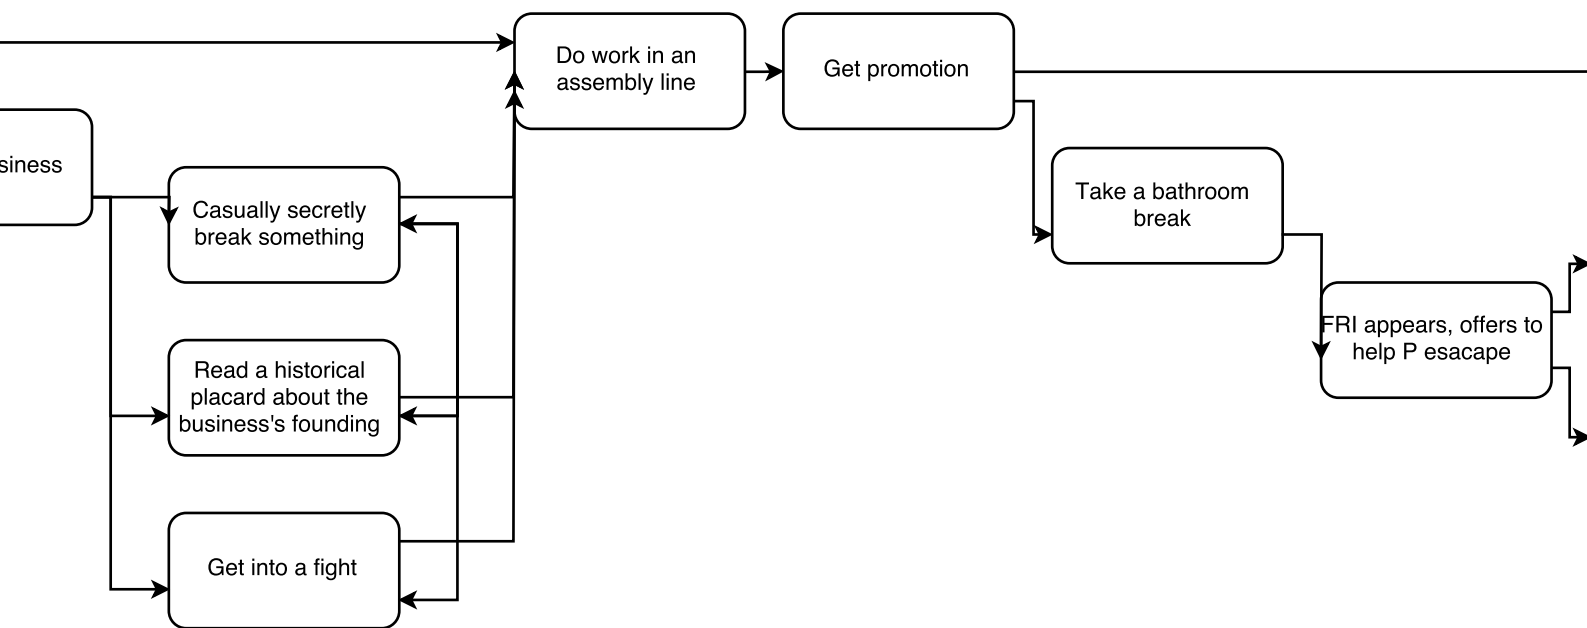 Do work in an
assembly line
Get promotion
siness
Casually secretly
break something
Take a bathroom
break
FRI appears, offers to
help P esacape
Read a historical
placard about the
business's founding
Get into a fight